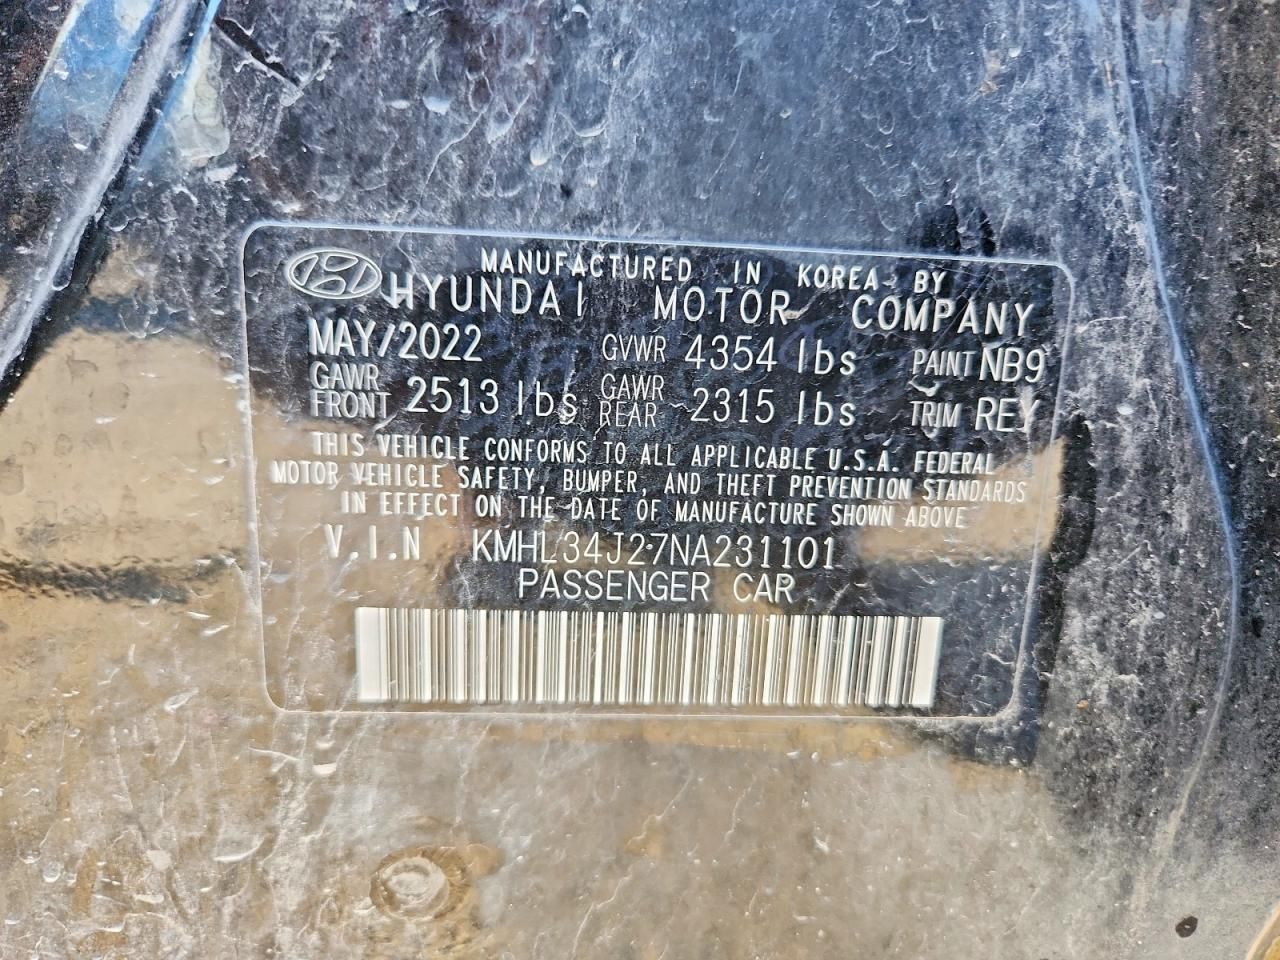 MANUFACTURED IN KOREA BY
HYUNDAI MOTOR COMPANY
MAY/2022 GVWR 4354 lbs PAINT NB9
GAWR FRONT 2513 lbs GAWR REAR 2315 lbs TRIM REY
THIS VEHICLE CONFORMS TO ALL APPLICABLE U.S.A. FEDERAL
MOTOR VEHICLE SAFETY, BUMPER, AND THEFT PREVENTION STANDARDS
IN EFFECT ON THE DATE OF MANUFACTURE SHOWN ABOVE
V.I.N KMHL34J27NA231101
PASSENGER CAR